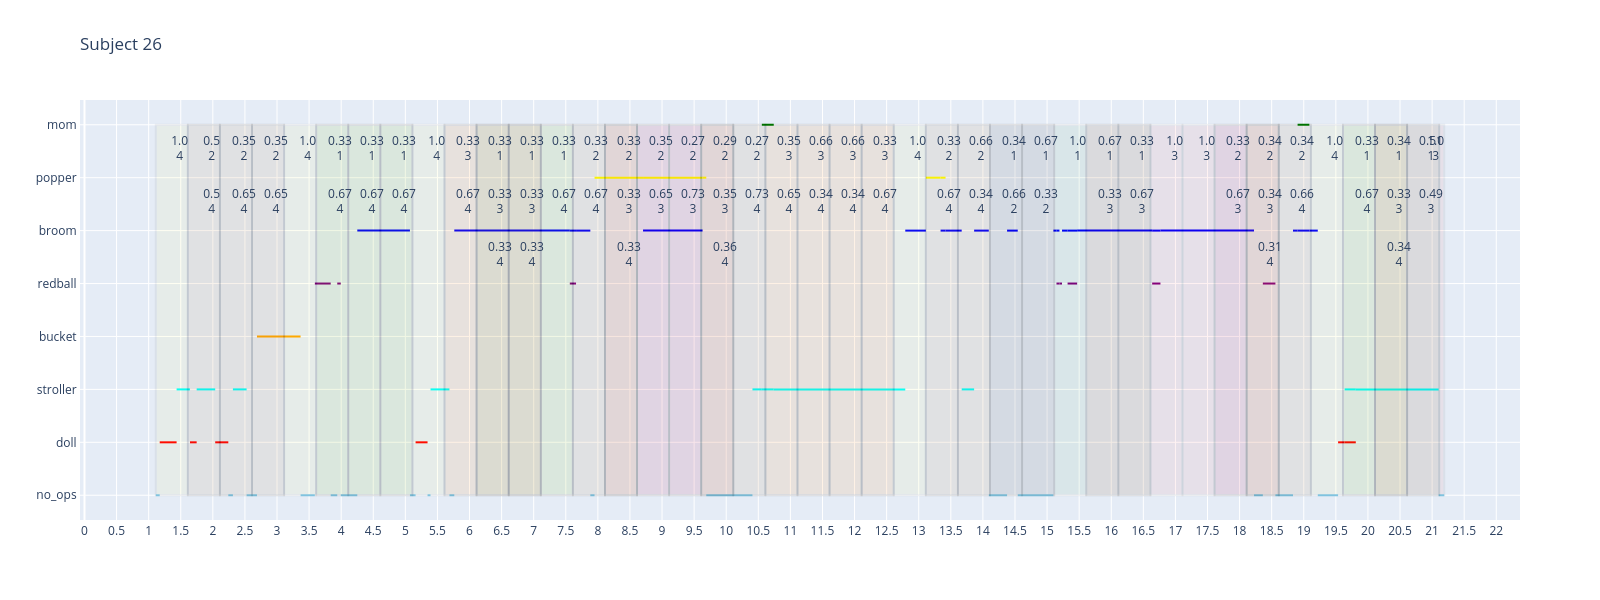 Subject 26
mom
1.0 0.5 0.35 0.35 1.0 0.33 0.33 0.33 1.0 0.33 0.33 0.33 0.33 0.33 0.33 0.35 0.27 0.29 0.27 0.35 0.66 0.66 0.33 1.0 0.33 0.66 0.34 0.67 1.0 0.67 0.33 1.0 1.0 0.33 0.34 0.34 1.0 0.33 0.34
4 2 2 2 4 1 1 1 4 3 1 1 1 2 2 2 2 2 2 3 3 3 3 4 2 2 1 1 1 1 1 3 3 2 2 2 4 1 1
popper
0.5 0.65 0.65 0.67 0.67 0.67 0.67 0.33 0.33 0.67 0.67 0.33 0.65 0.73 0.35 0.73 0.65 0.34 0.34 0.67 0.67 0.34 0.66 0.33 0.33 0.67 0.67 0.34 0.66 0.67 0.33 0.49
4 4 4 4 4 4 4 3 3 4 4 3 3 3 3 4 4 4 4 4 4 4 2 2 3 3 3 3 4 4 3 3
broom
0.33 0.33 0.33 0.36 0.31 0.34
4 4 4 4 4 4
redball
bucket
stroller
doll
no_ops
0 0.5 1 1.5 2 2.5 3 3.5 4 4.5 5 5.5 6 6.5 7 7.5 8 8.5 9 9.5 10 10.5 11 11.5 12 12.5 13 13.5 14 14.5 15 15.5 16 16.5 17 17.5 18 18.5 19 19.5 20 20.5 21 21.5 22